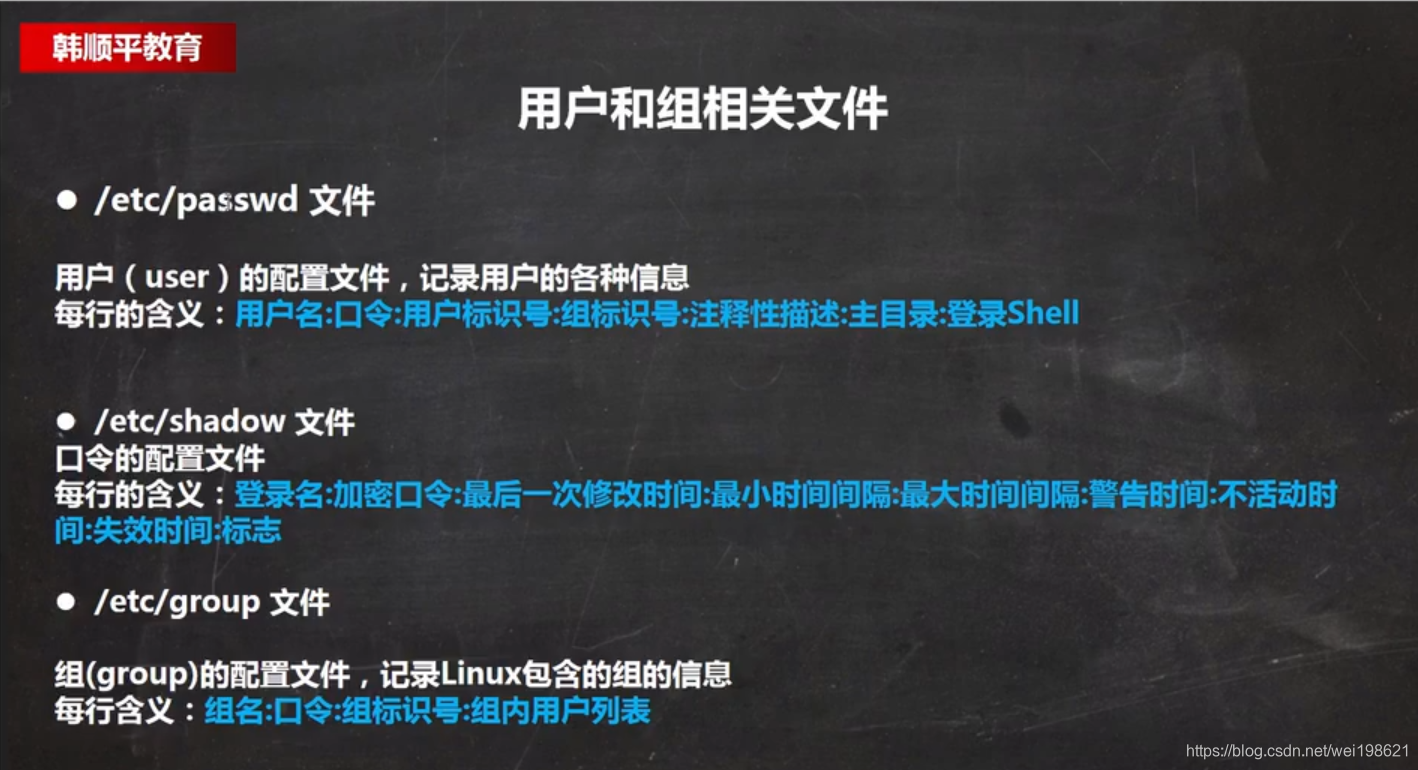 韩顺平教育
用户和组相关文件
● /etc/passwd 文件
用户（user）的配置文件，记录用户的各种信息
每行的含义：用户名:口令:用户标识号:组标识号:注释性描述:主目录:登录Shell
● /etc/shadow 文件
口令的配置文件
每行的含义：登录名:加密口令:最后一次修改时间:最小时间间隔:最大时间间隔:警告时间:不活动时
间:失效时间:标志
● /etc/group 文件
组(group)的配置文件，记录Linux包含的组的信息
每行含义：组名:口令:组标识号:组内用户列表
https://blog.csdn.net/wei198621